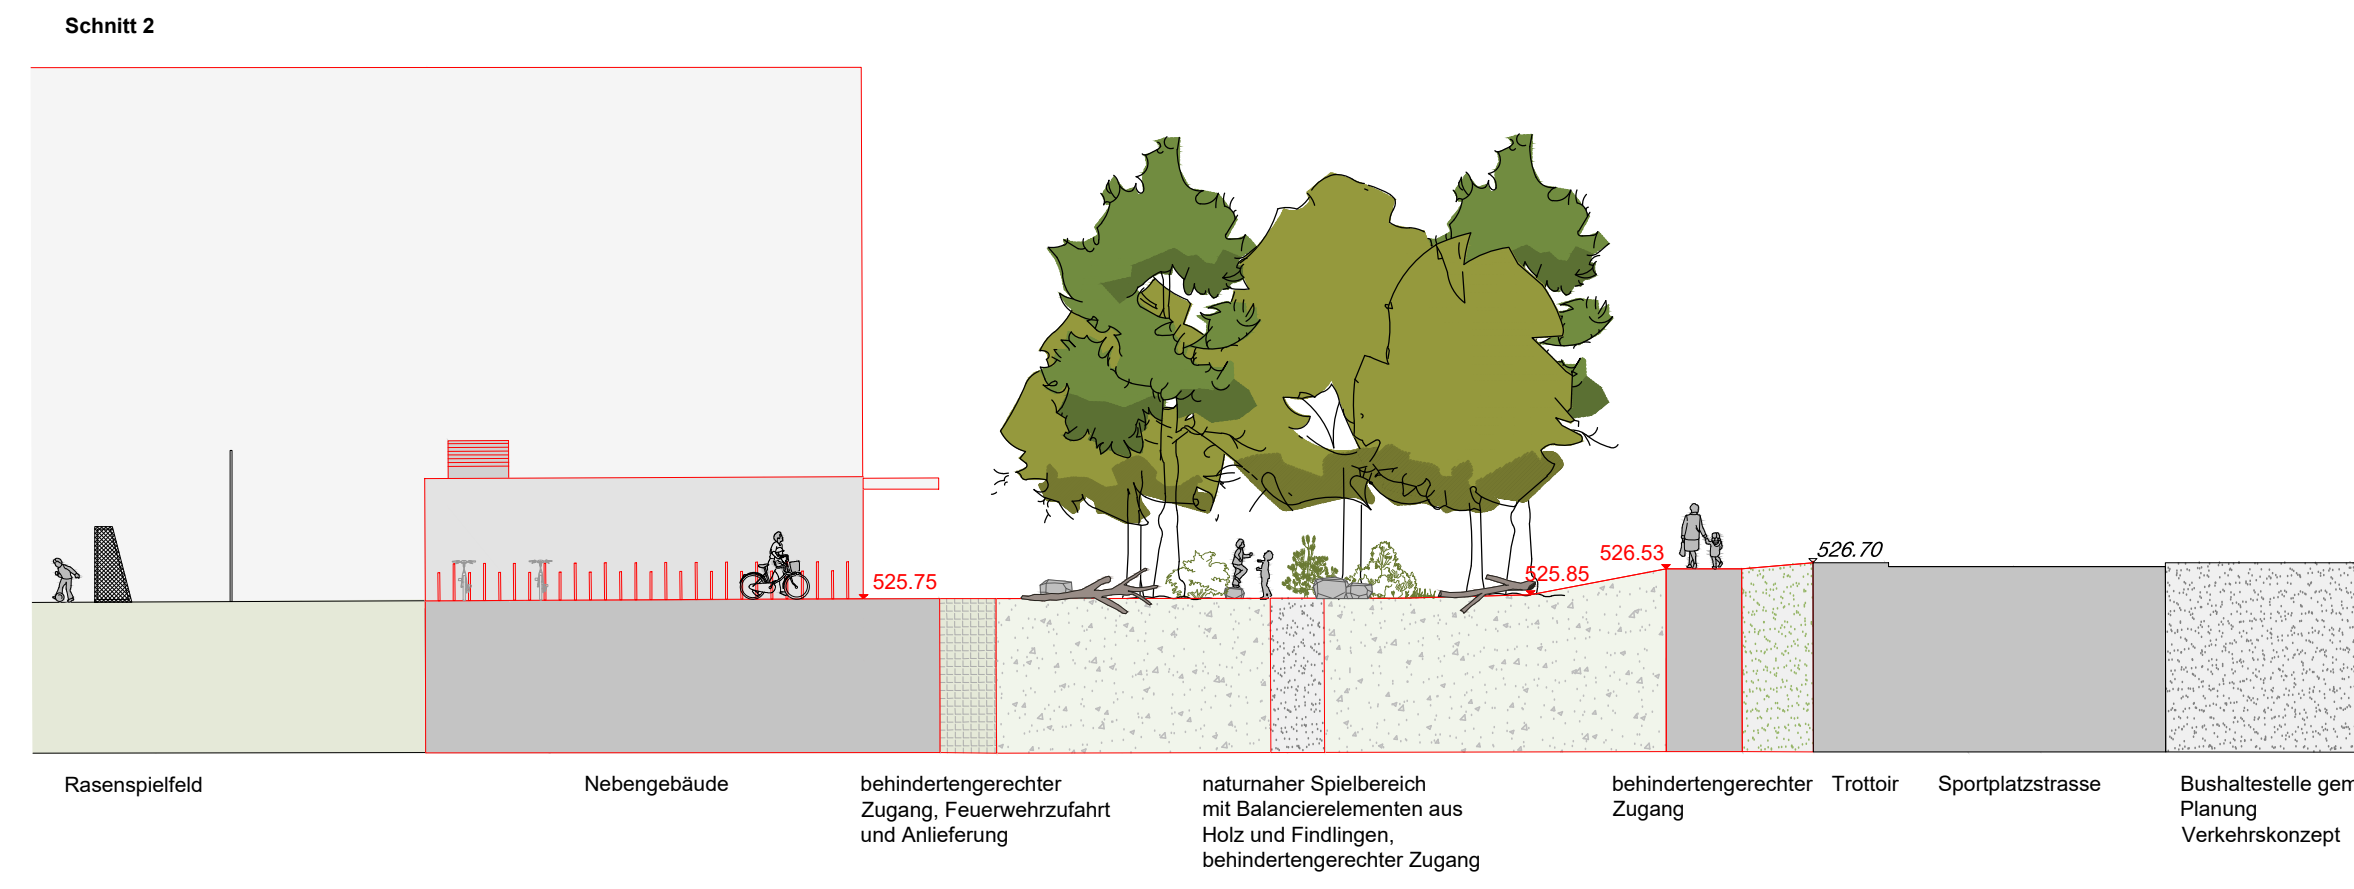 Schnitt 2
525.75
525.85
526.53
526.70
Rasenspielfeld
Nebengebäude
behindertengerechter
Zugang, Feuerwehrzufahrt
und Anlieferung
naturnaher Spielbereich
mit Balancierelementen aus
Holz und Findlingen,
behindertengerechter Zugang
behindertengerechter
Zugang
Trottoir
Sportplatzstrasse
Bushaltestelle gem
Planung
Verkehrskonzept